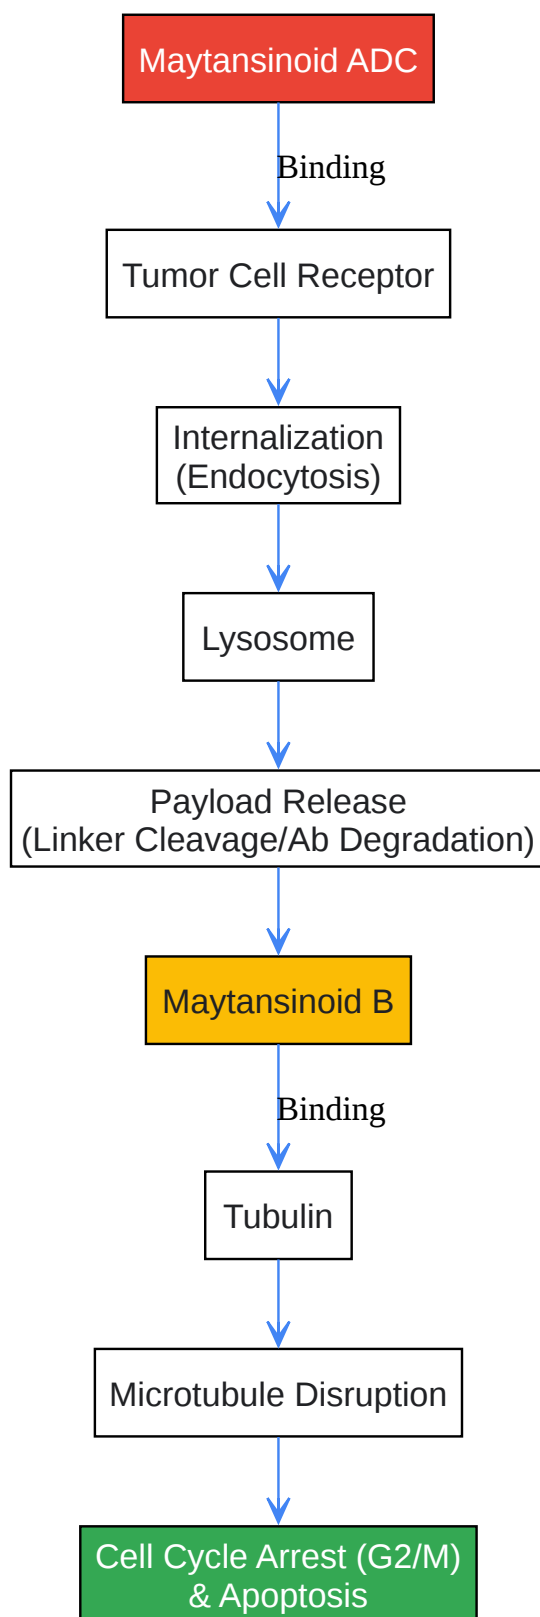 Maytansinoid ADC
Binding
Tumor Cell Receptor
Internalization
(Endocytosis)
Lysosome
Payload Release
(Linker Cleavage/Ab Degradation)
Maytansinoid B
Binding
Tubulin
Microtubule Disruption
Cell Cycle Arrest (G2/M)
& Apoptosis